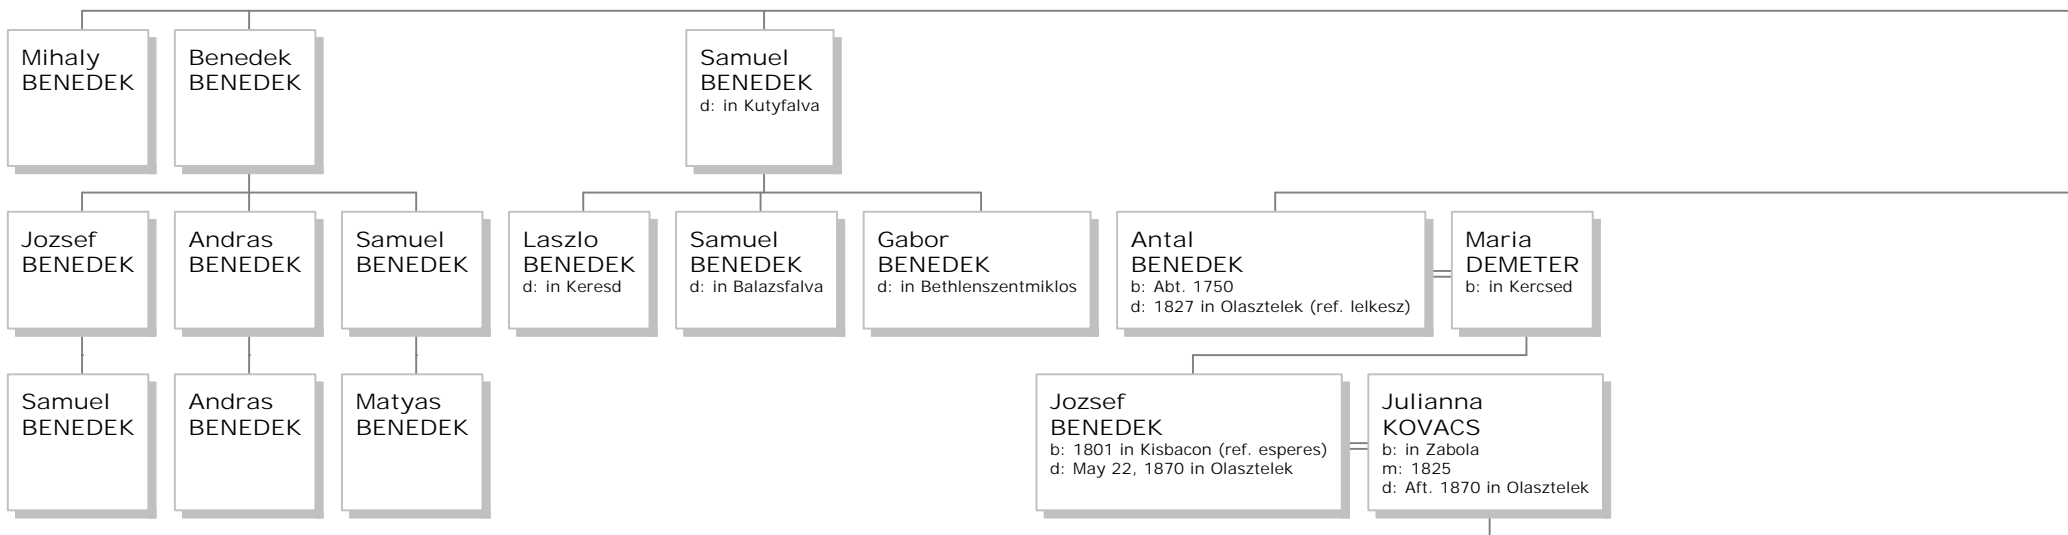 Mihaly
BENEDEK
Benedek
BENEDEK
Samuel
BENEDEK
d: in Kutyfalva
Jozsef
BENEDEK
Andras
BENEDEK
Samuel
BENEDEK
Laszlo
BENEDEK
d: in Keresd
Samuel
BENEDEK
d: in Balazsfalva
Gabor
BENEDEK
d: in Bethlenszentmiklos
Antal
BENEDEK
b: Abt. 1750
d: 1827 in Olasztelek (ref. lelkesz)
Maria
DEMETER
b: in Kercsed
Samuel
BENEDEK
Andras
BENEDEK
Matyas
BENEDEK
Jozsef
BENEDEK
b: 1801 in Kisbacon (ref. esperes)
d: May 22, 1870 in Olasztelek
Julianna
KOVACS
b: in Zabola
m: 1825
d: Aft. 1870 in Olasztelek